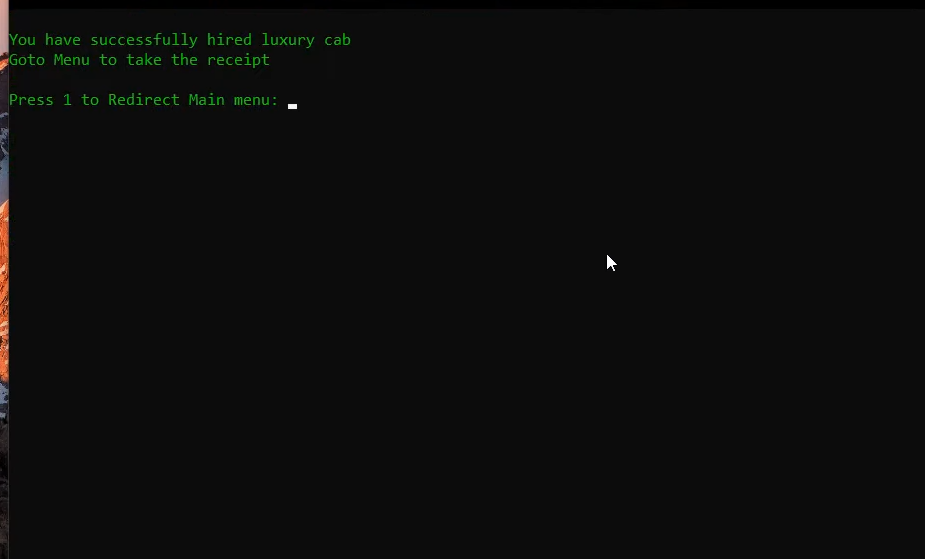 You have successfully hired luxury cab
Goto Menu to take the receipt
Press 1 to Redirect Main menu: